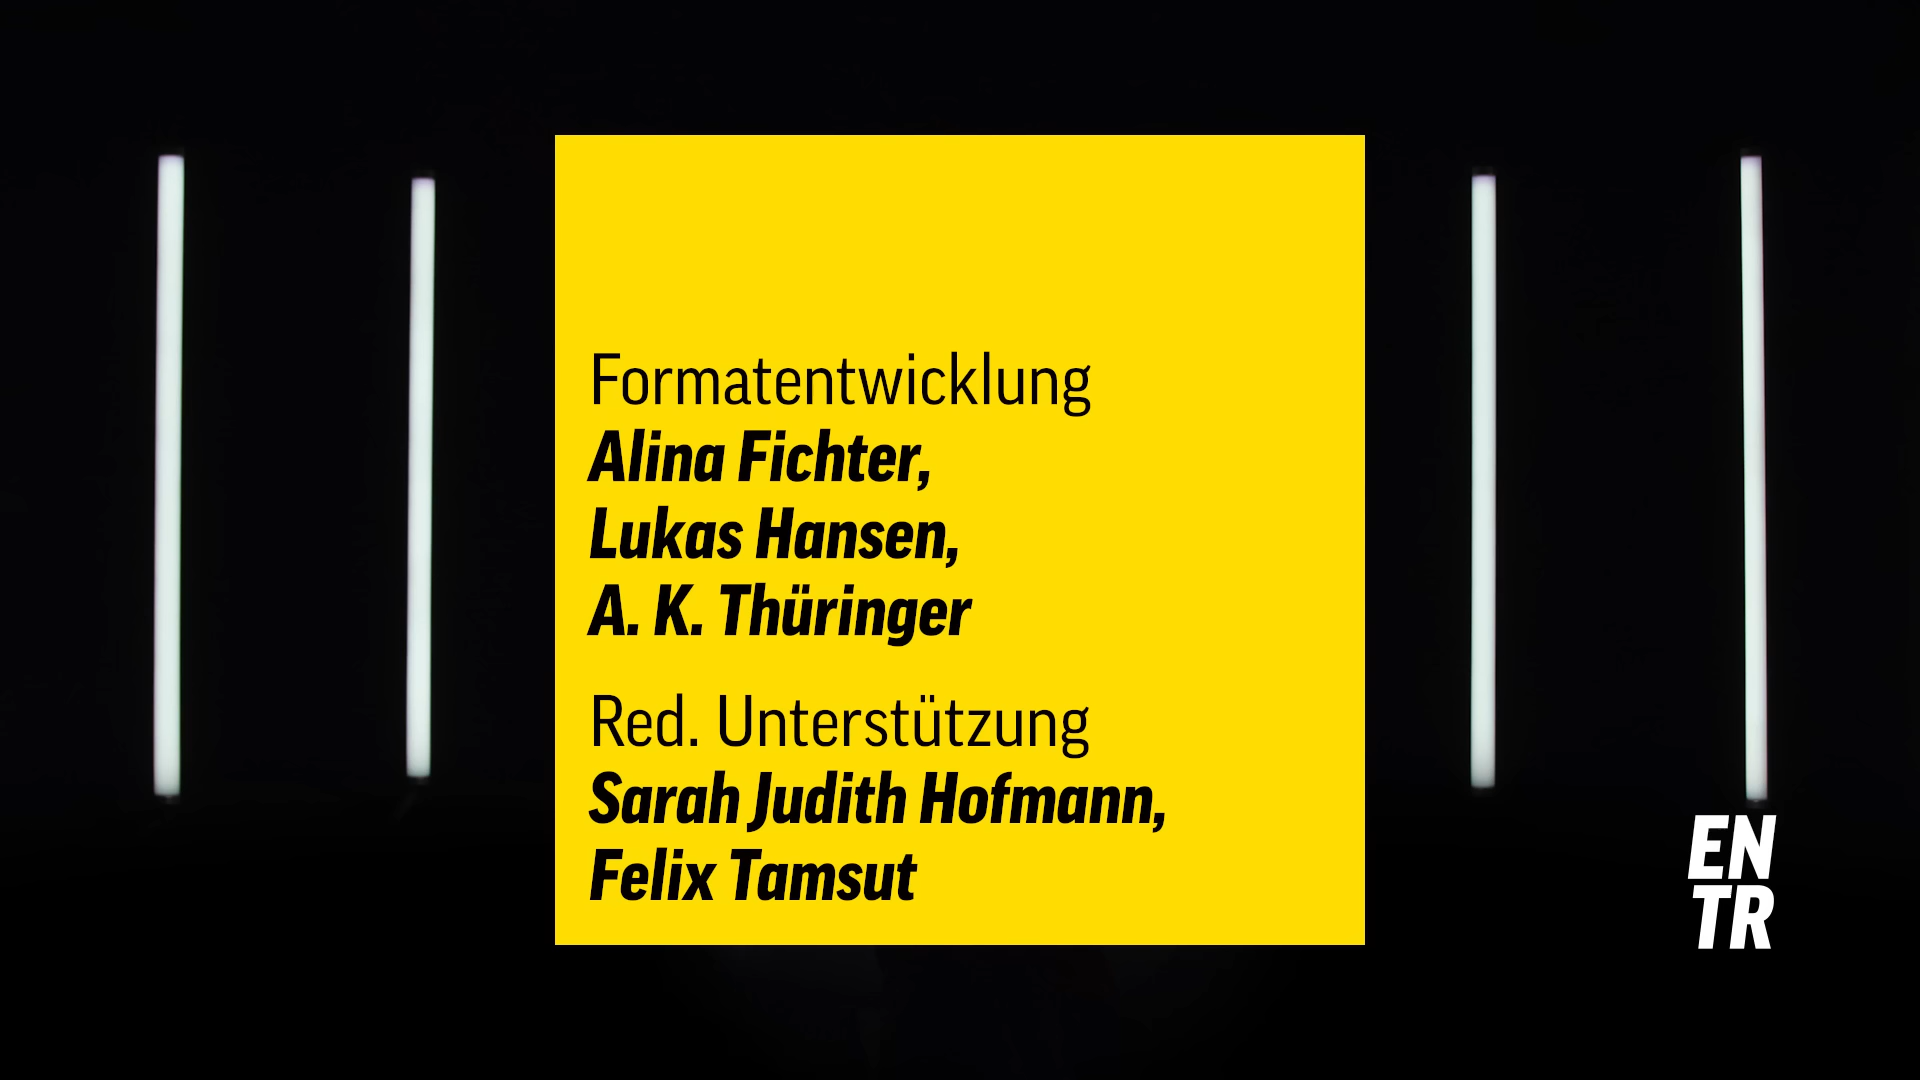 Formatentwicklung
Alina Fichter,
Lukas Hansen,
A. K. Thüringer
Red. Unterstützung
Sarah Judith Hofmann,
Felix Tamsut
EN
TR